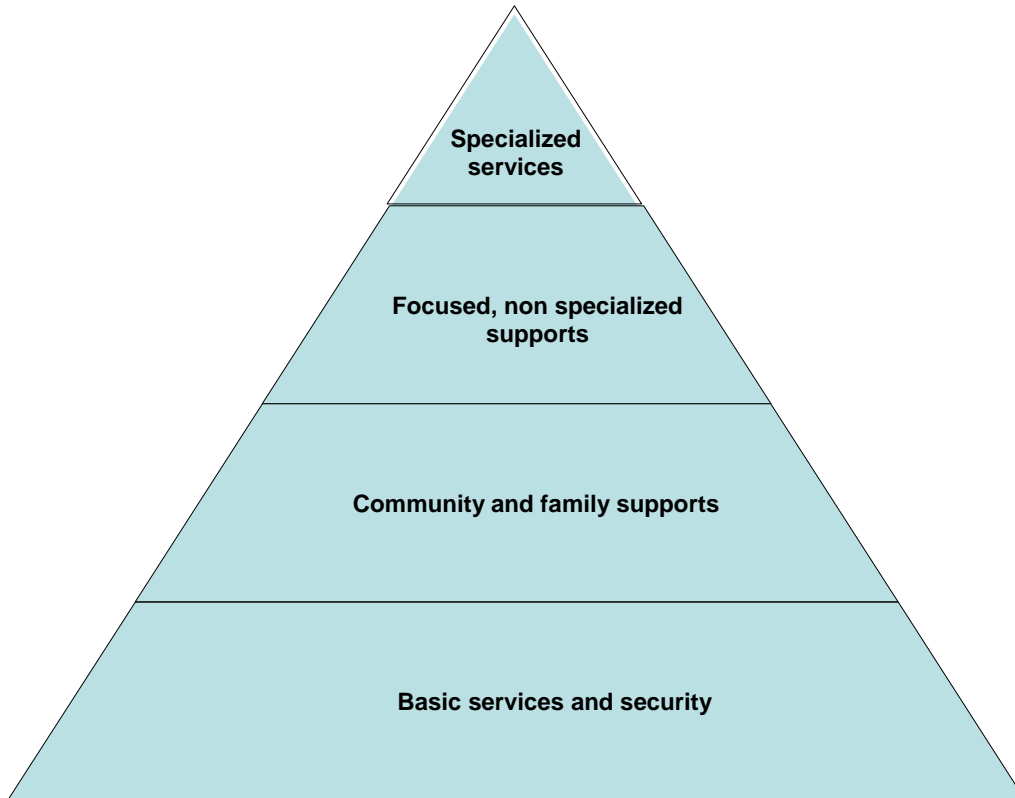 Specialized
services
Focused, non specialized
supports
Community and family supports
Basic services and security